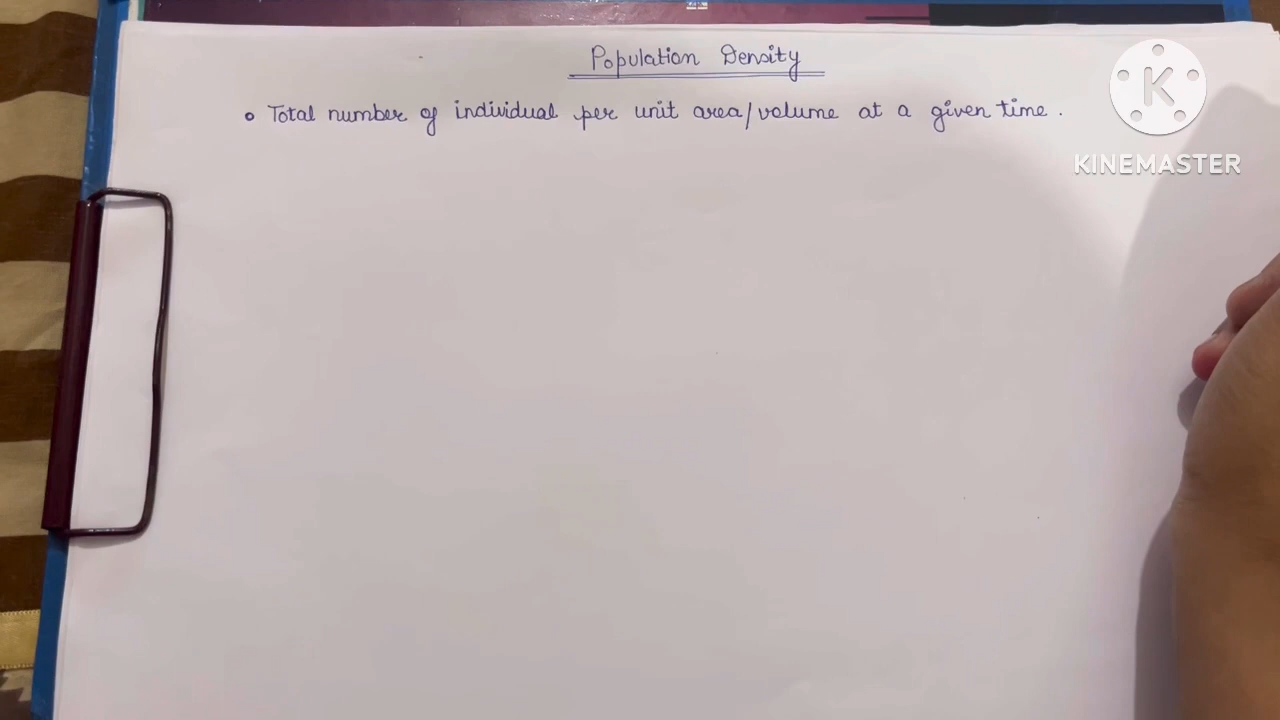 Population Density
• Total number of individual per unit area/volume at a given time.
K
KINEMASTER